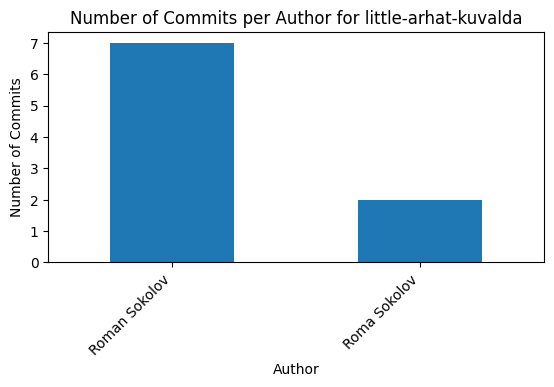 Number of Commits per Author for little-arhat-kuvalda
Number of Commits
7
6
5
4
3
2
1
0
Roman Sokolov
Roma Sokolov
Author